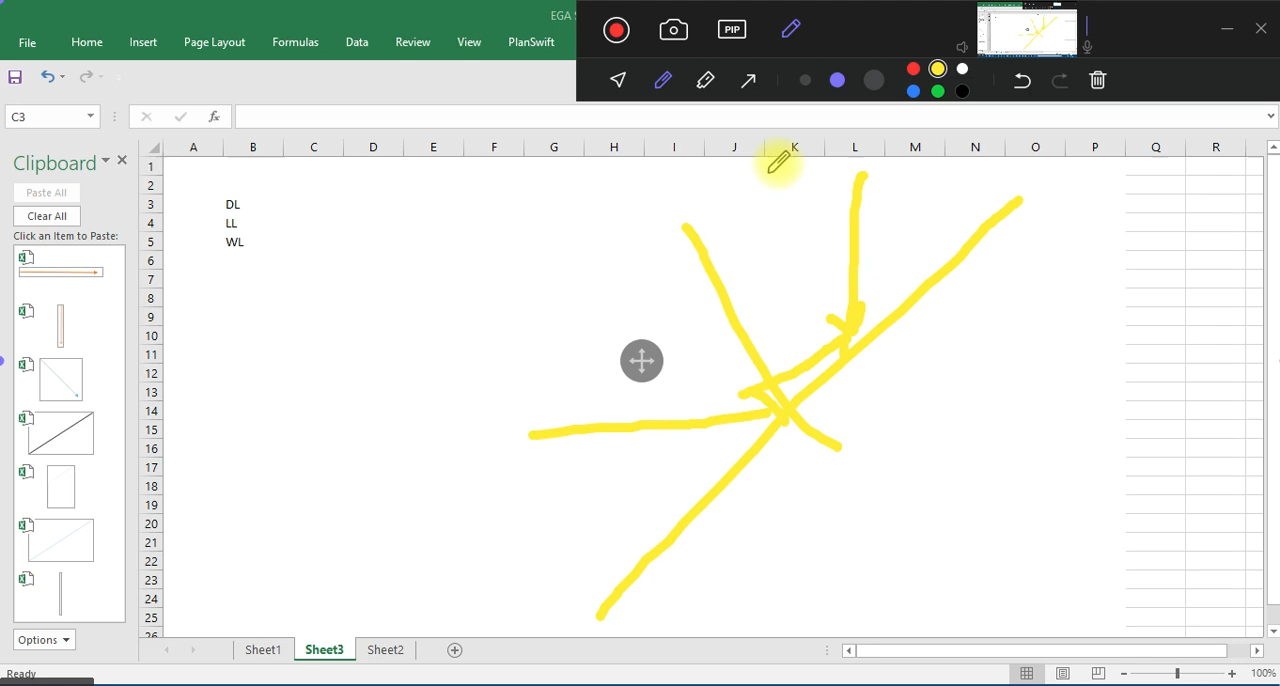 EGA S
File Home Insert Page Layout Formulas Data Review View PlanSwift
PIP
C3
fx
Clipboard
Paste All
Clear All
Click an Item to Paste:
Options
A B C D E F G H I J K L M N O P Q R
1
2
3 DL
4 LL
5 WL
6
7
8
9
10
11
12
13
14
15
16
17
18
19
20
21
22
23
24
25
26
Sheet1 Sheet3 Sheet2
Ready
100%